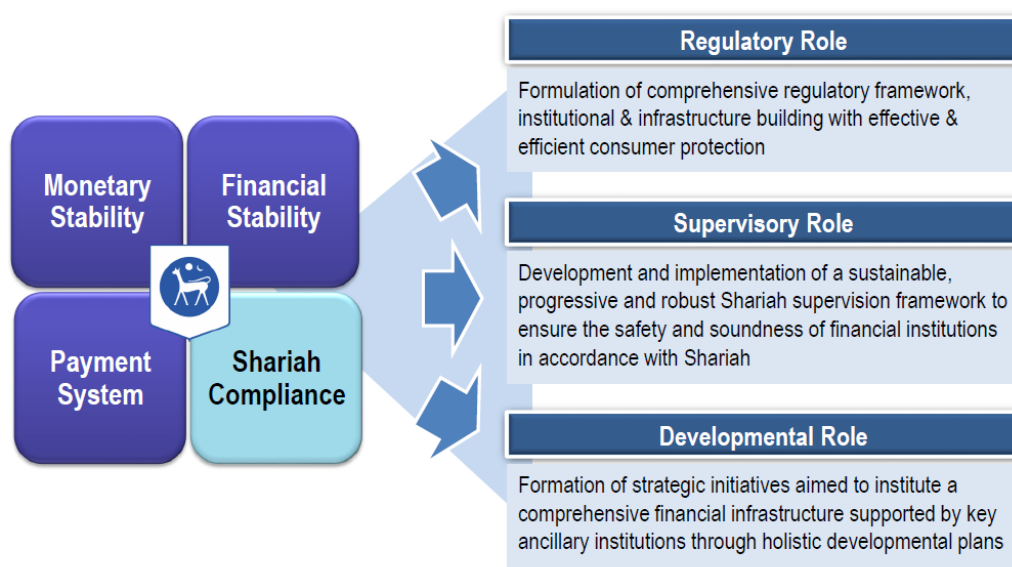 Monetary
Stability
Financial
Stability
Payment
System
Shariah
Compliance
Regulatory Role
Formulation of comprehensive regulatory framework,
institutional & infrastructure building with effective &
efficient consumer protection
Supervisory Role
Development and implementation of a sustainable,
progressive and robust Shariah supervision framework to
ensure the safety and soundness of financial institutions
in accordance with Shariah
Developmental Role
Formation of strategic initiatives aimed to institute a
comprehensive financial infrastructure supported by key
ancillary institutions through holistic developmental plans